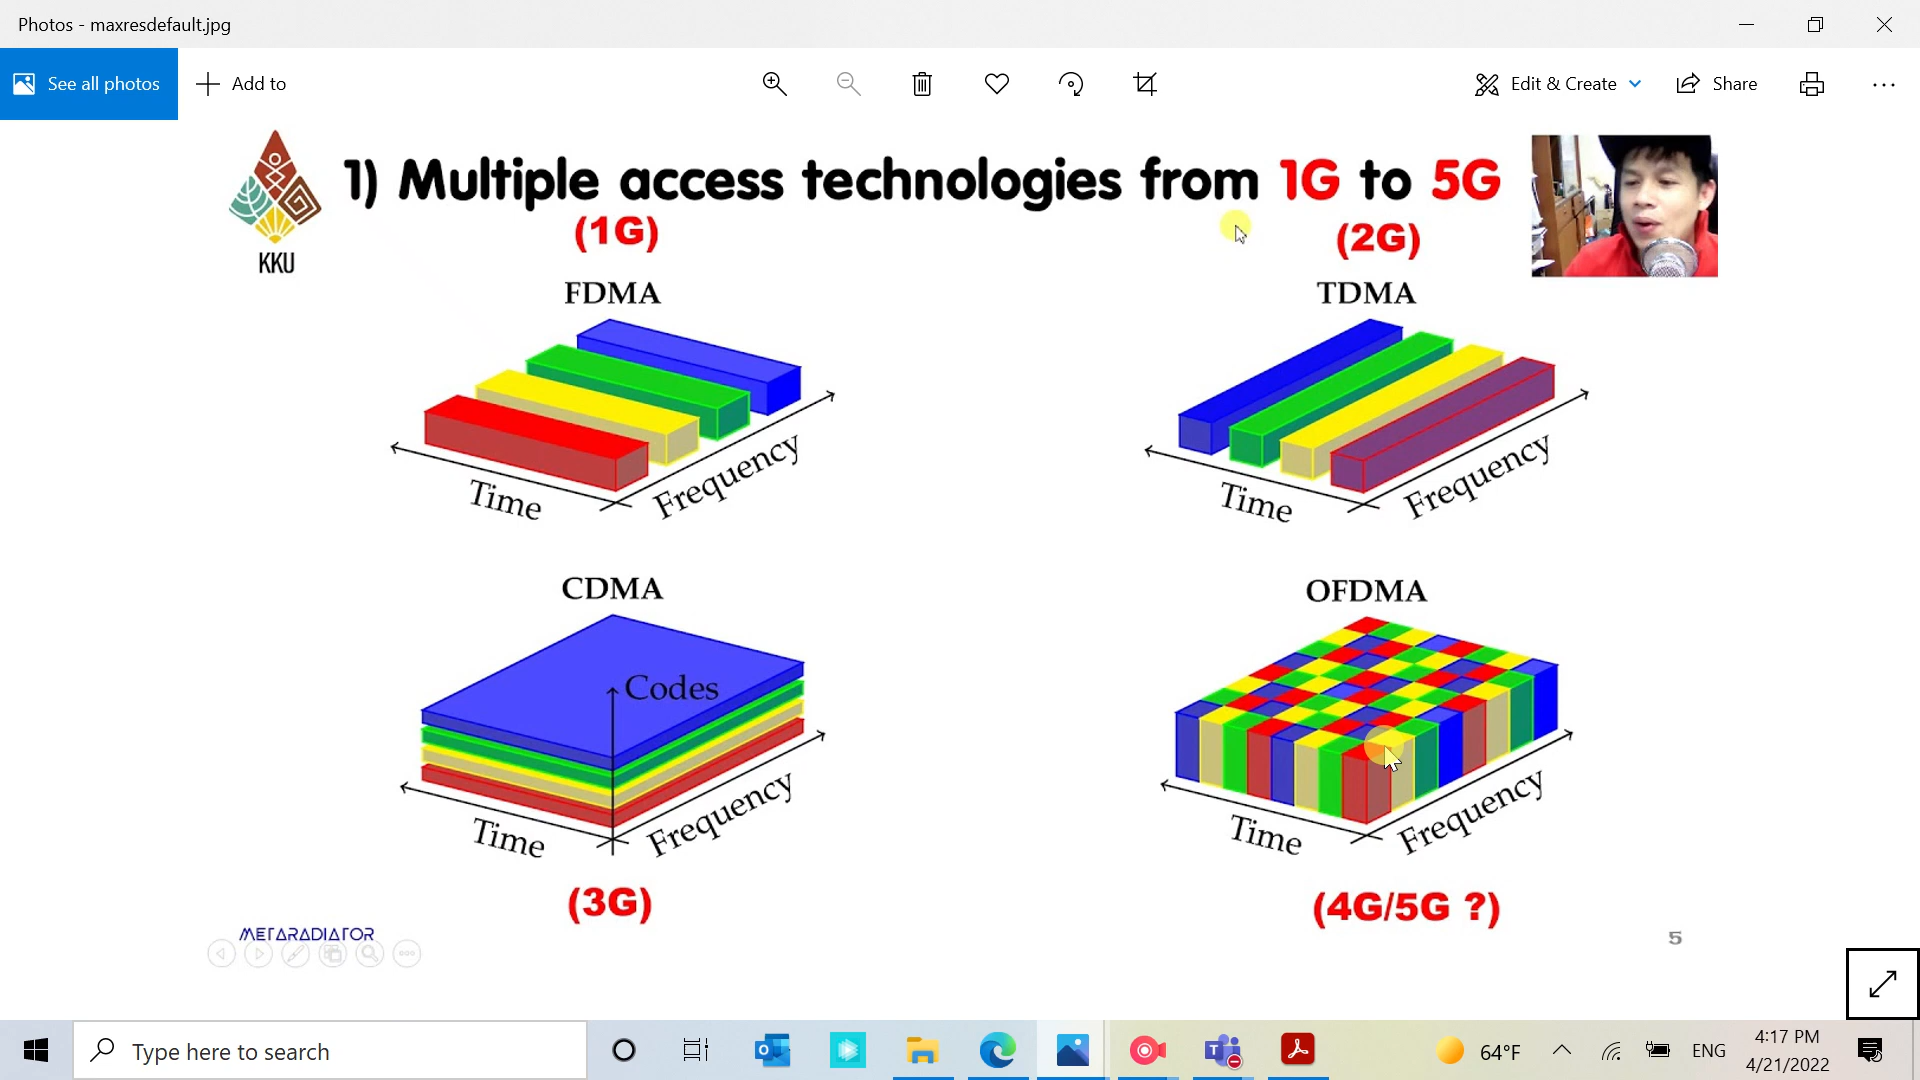 Photos - maxresdefault.jpg
See all photos
Add to
Edit & Create
Share
KKU
1) Multiple access technologies from 1G to 5G
(1G)
(2G)
FDMA
TDMA
Time
Frequency
Time
Frequency
CDMA
OFDMA
Codes
Time
Frequency
Time
Frequency
(3G)
(4G/5G ?)
METARADIATOR
5
Type here to search
64°F
ENG
4:17 PM
4/21/2022